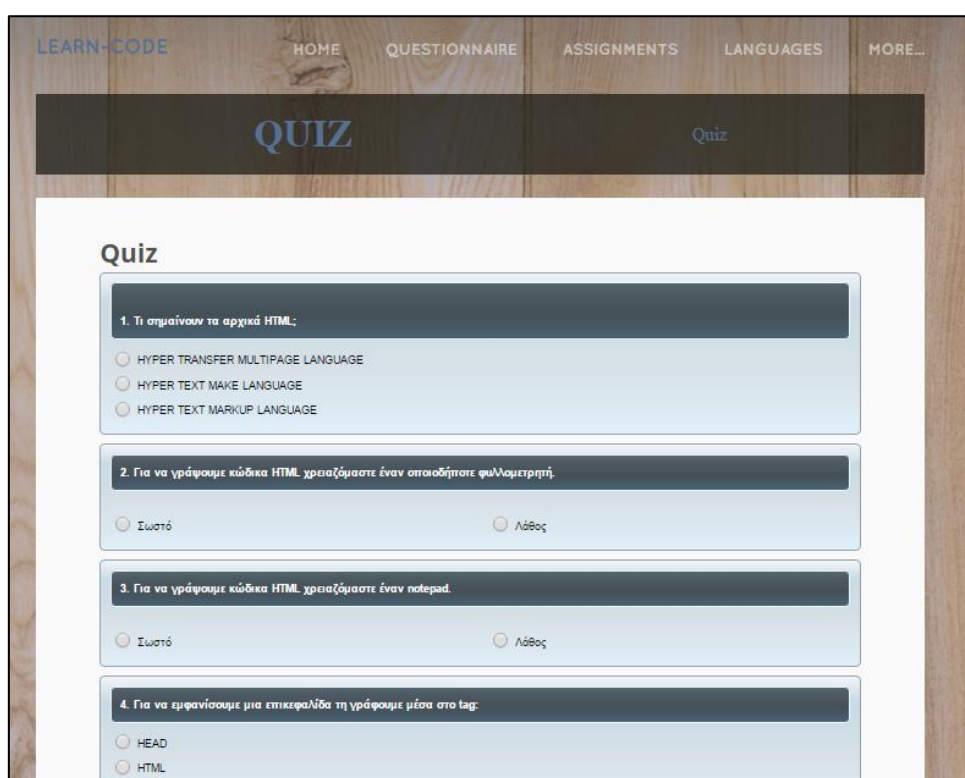 LEARN-CODE HOME QUESTIONNAIRE ASSIGNMENTS LANGUAGES MORE...
QUIZ Quiz
Quiz
1. Τι σημαίνουν τα αρχικά HTML;
HYPER TRANSFER MULTIPAGE LANGUAGE
HYPER TEXT MAKE LANGUAGE
HYPER TEXT MARKUP LANGUAGE
2. Για να γράψουμε κώδικα HTML χρειαζόμαστε έναν οποιοδήποτε φυλλομετρητή.
Σωστό Λάθος
3. Για να γράψουμε κώδικα HTML χρειαζόμαστε έναν notepad.
Σωστό Λάθος
4. Για να εμφανίσουμε μια επικεφαλίδα τη γράφουμε μέσα στο tag:
HEAD
HTML